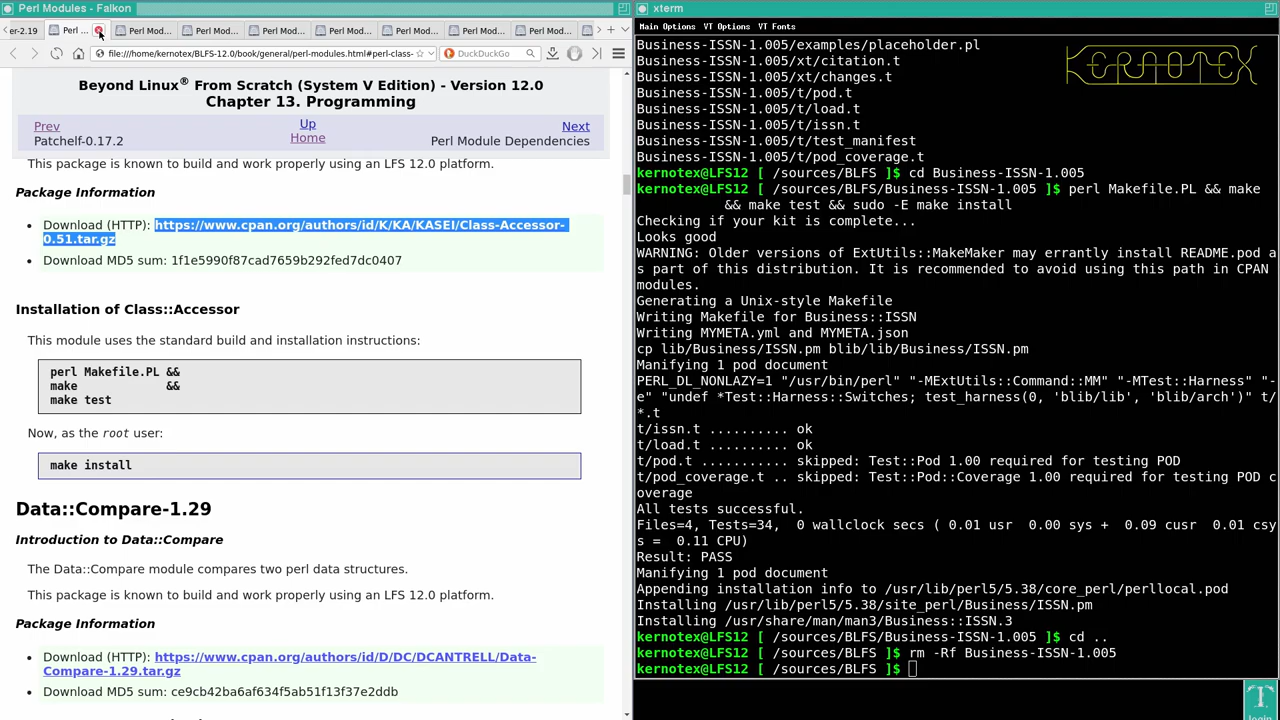 Perl Modules - Falkon
er-2.19
Perl ...
Perl Mod...
Perl Mod...
Perl Mod...
Perl Mod...
Perl Mod...
Perl Mod...
Perl Mod...
file:///home/kernotex/BLFS-12.0/book/general/perl-modules.html#perl-class-
DuckDuckGo
Beyond Linux® From Scratch (System V Edition) - Version 12.0
Chapter 13. Programming
Prev
Up
Next
Patchelf-0.17.2
Home
Perl Module Dependencies
This package is known to build and work properly using an LFS 12.0 platform.
Package Information
Download (HTTP): https://www.cpan.org/authors/id/K/KA/KASEI/Class-Accessor-
0.51.tar.gz
Download MD5 sum: 1f1e5990f87cad7659b292fed7dc0407
Installation of Class::Accessor
This module uses the standard build and installation instructions:
perl Makefile.PL &&
make             &&
make test
Now, as the root user:
make install
Data::Compare-1.29
Introduction to Data::Compare
The Data::Compare module compares two perl data structures.
This package is known to build and work properly using an LFS 12.0 platform.
Package Information
Download (HTTP): https://www.cpan.org/authors/id/D/DC/DCANTRELL/Data-
Compare-1.29.tar.gz
Download MD5 sum: ce9cb42ba6af634f5ab51f13f37e2ddb
xterm
Main Options  VT Options  VT Fonts
KERNOTEX
Business-ISSN-1.005/examples/placeholder.pl
Business-ISSN-1.005/xt/citation.t
Business-ISSN-1.005/xt/changes.t
Business-ISSN-1.005/t/pod.t
Business-ISSN-1.005/t/load.t
Business-ISSN-1.005/t/issn.t
Business-ISSN-1.005/t/test_manifest
Business-ISSN-1.005/t/pod_coverage.t
kernotex@LFS12 [ /sources/BLFS ]$ cd Business-ISSN-1.005
kernotex@LFS12 [ /sources/BLFS/Business-ISSN-1.005 ]$ perl Makefile.PL && make
           && make test && sudo -E make install
Checking if your kit is complete...
Looks good
WARNING: Older versions of ExtUtils::MakeMaker may errantly install README.pod a
s part of this distribution. It is recommended to avoid using this path in CPAN
modules.
Generating a Unix-style Makefile
Writing Makefile for Business::ISSN
Writing MYMETA.yml and MYMETA.json
cp lib/Business/ISSN.pm blib/lib/Business/ISSN.pm
Manifying 1 pod document
PERL_DL_NONLAZY=1 "/usr/bin/perl" "-MExtUtils::Command::MM" "-MTest::Harness" "-
e" "undef *Test::Harness::Switches; test_harness(0, 'blib/lib', 'blib/arch')" t/
*.t
t/issn.t .......... ok
t/load.t .......... ok
t/pod.t ........... skipped: Test::Pod 1.00 required for testing POD
t/pod_coverage.t .. skipped: Test::Pod::Coverage 1.00 required for testing POD c
overage
All tests successful.
Files=4, Tests=34,  0 wallclock secs ( 0.01 usr  0.00 sys +  0.09 cusr  0.01 csy
s =  0.11 CPU)
Result: PASS
Manifying 1 pod document
Appending installation info to /usr/lib/perl5/5.38/core_perl/perllocal.pod
Installing /usr/lib/perl5/5.38/site_perl/Business/ISSN.pm
Installing /usr/share/man/man3/Business::ISSN.3
kernotex@LFS12 [ /sources/BLFS/Business-ISSN-1.005 ]$ cd ..
kernotex@LFS12 [ /sources/BLFS ]$ rm -Rf Business-ISSN-1.005
kernotex@LFS12 [ /sources/BLFS ]$
login